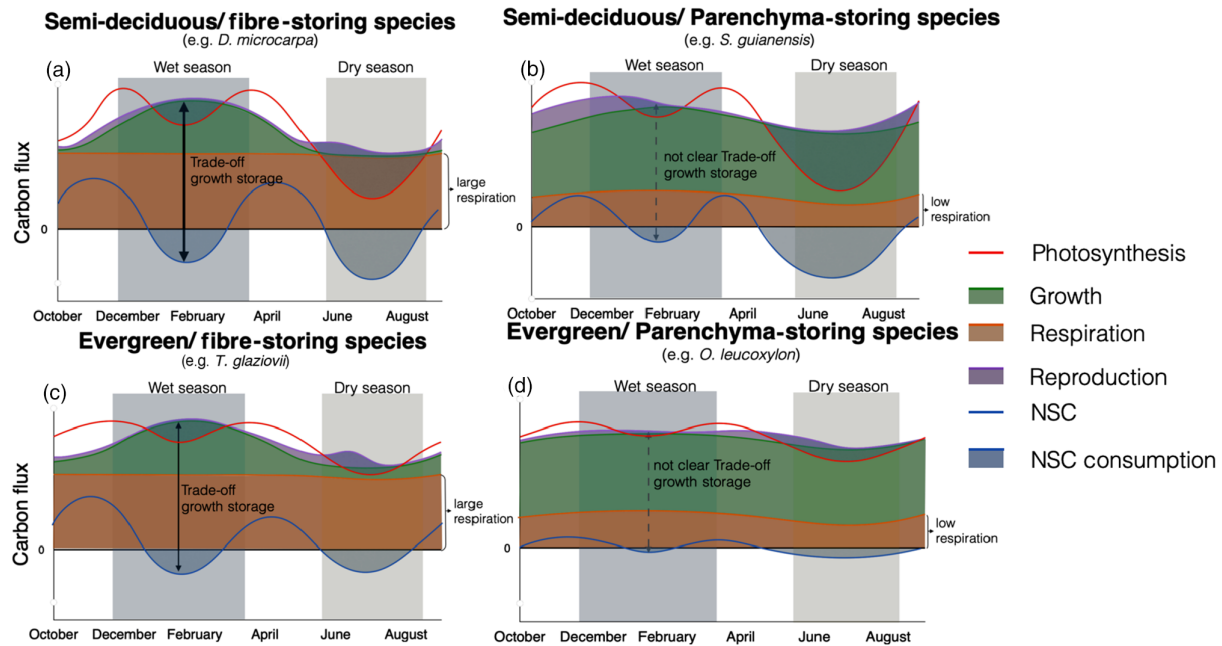 Semi-deciduous/ fibre-storing species
(e.g. D. microcarpa)
(a)
Wet season
Dry season
Carbon flux
Trade-off
growth storage
large
respiration
0
October December February April June August
Semi-deciduous/ Parenchyma-storing species
(e.g. S. guianensis)
(b)
Wet season
Dry season
not clear Trade-off
growth storage
low
respiration
0
October December February April June August
Evergreen/ fibre-storing species
(e.g. T. glaziovii)
(c)
Wet season
Dry season
Carbon flux
Trade-off
growth storage
large
respiration
0
October December February April June August
Evergreen/ Parenchyma-storing species
(e.g. O. leucoxylon)
(d)
Wet season
Dry season
not clear Trade-off
growth storage
low
respiration
0
October December February April June August
Photosynthesis
Growth
Respiration
Reproduction
NSC
NSC consumption